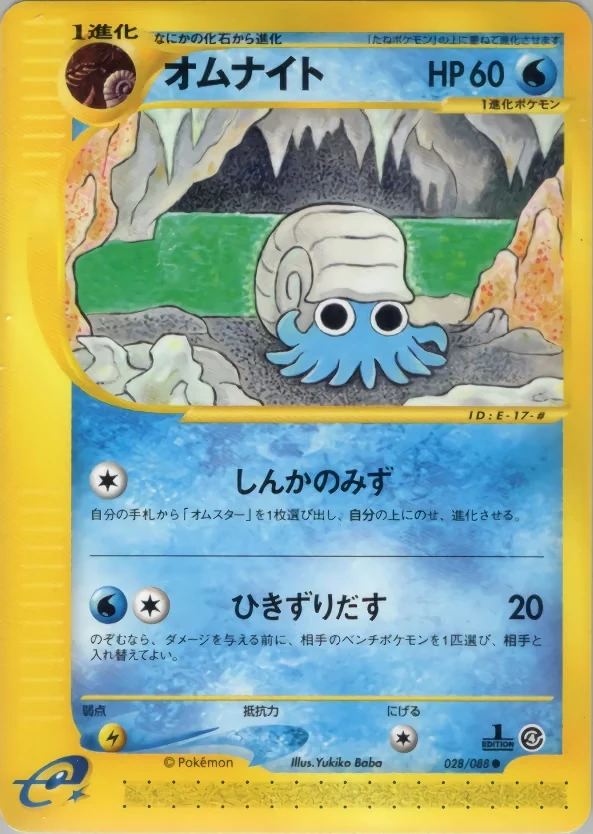 1進化
なにかの化石から進化
「たねポケモン」の上に重ねて進化させます
オムナイト
HP60
1進化ポケモン
ID:E-17-#
しんかのみず
自分の手札から「オムスター」を1枚選び出し、自分の上にのせ、進化させる。
ひきずりだす 20
のぞむなら、ダメージを与える前に、相手のベンチポケモンを1匹選び、相手と
入れ替えてよい。
弱点 抵抗力 にげる
1
EDITION
©Pokémon
Illus.Yukiko Baba
028/088●
e